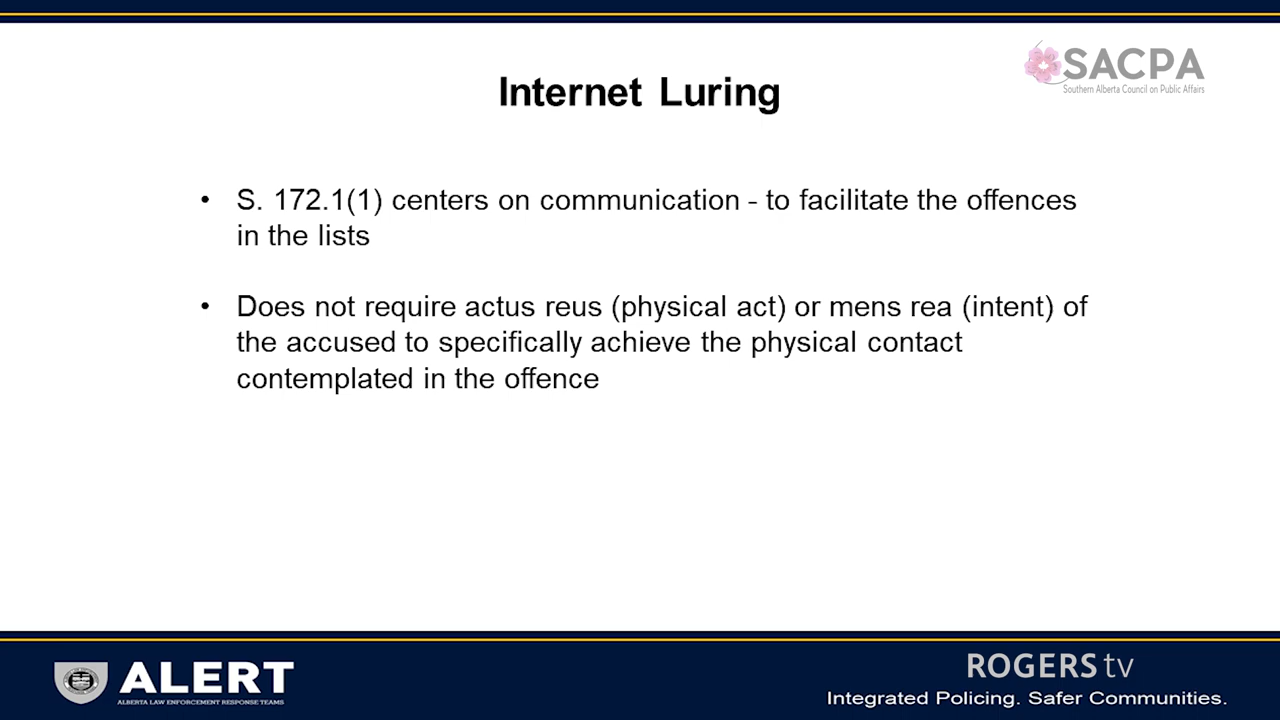 SACPA
Southern Alberta Council on Public Affairs
Internet Luring
• S. 172.1(1) centers on communication - to facilitate the offences
in the lists
• Does not require actus reus (physical act) or mens rea (intent) of
the accused to specifically achieve the physical contact
contemplated in the offence
ALERT
ALBERTA LAW ENFORCEMENT RESPONSE TEAMS
ROGERS tv
Integrated Policing. Safer Communities.